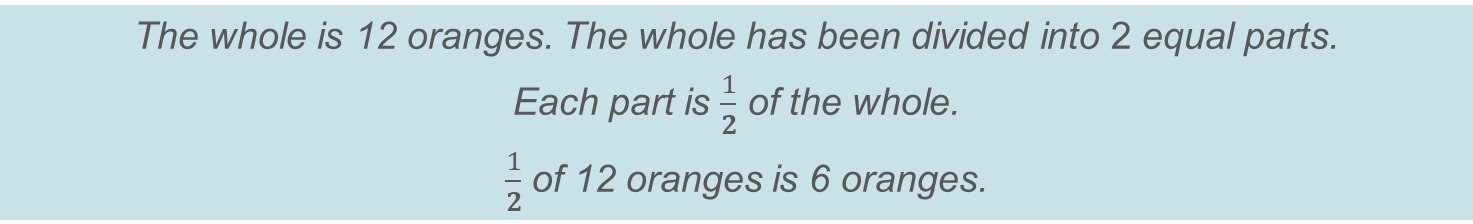 The whole is 12 oranges. The whole has been divided into 2 equal parts.
Each part is 1/2 of the whole.
1/2 of 12 oranges is 6 oranges.